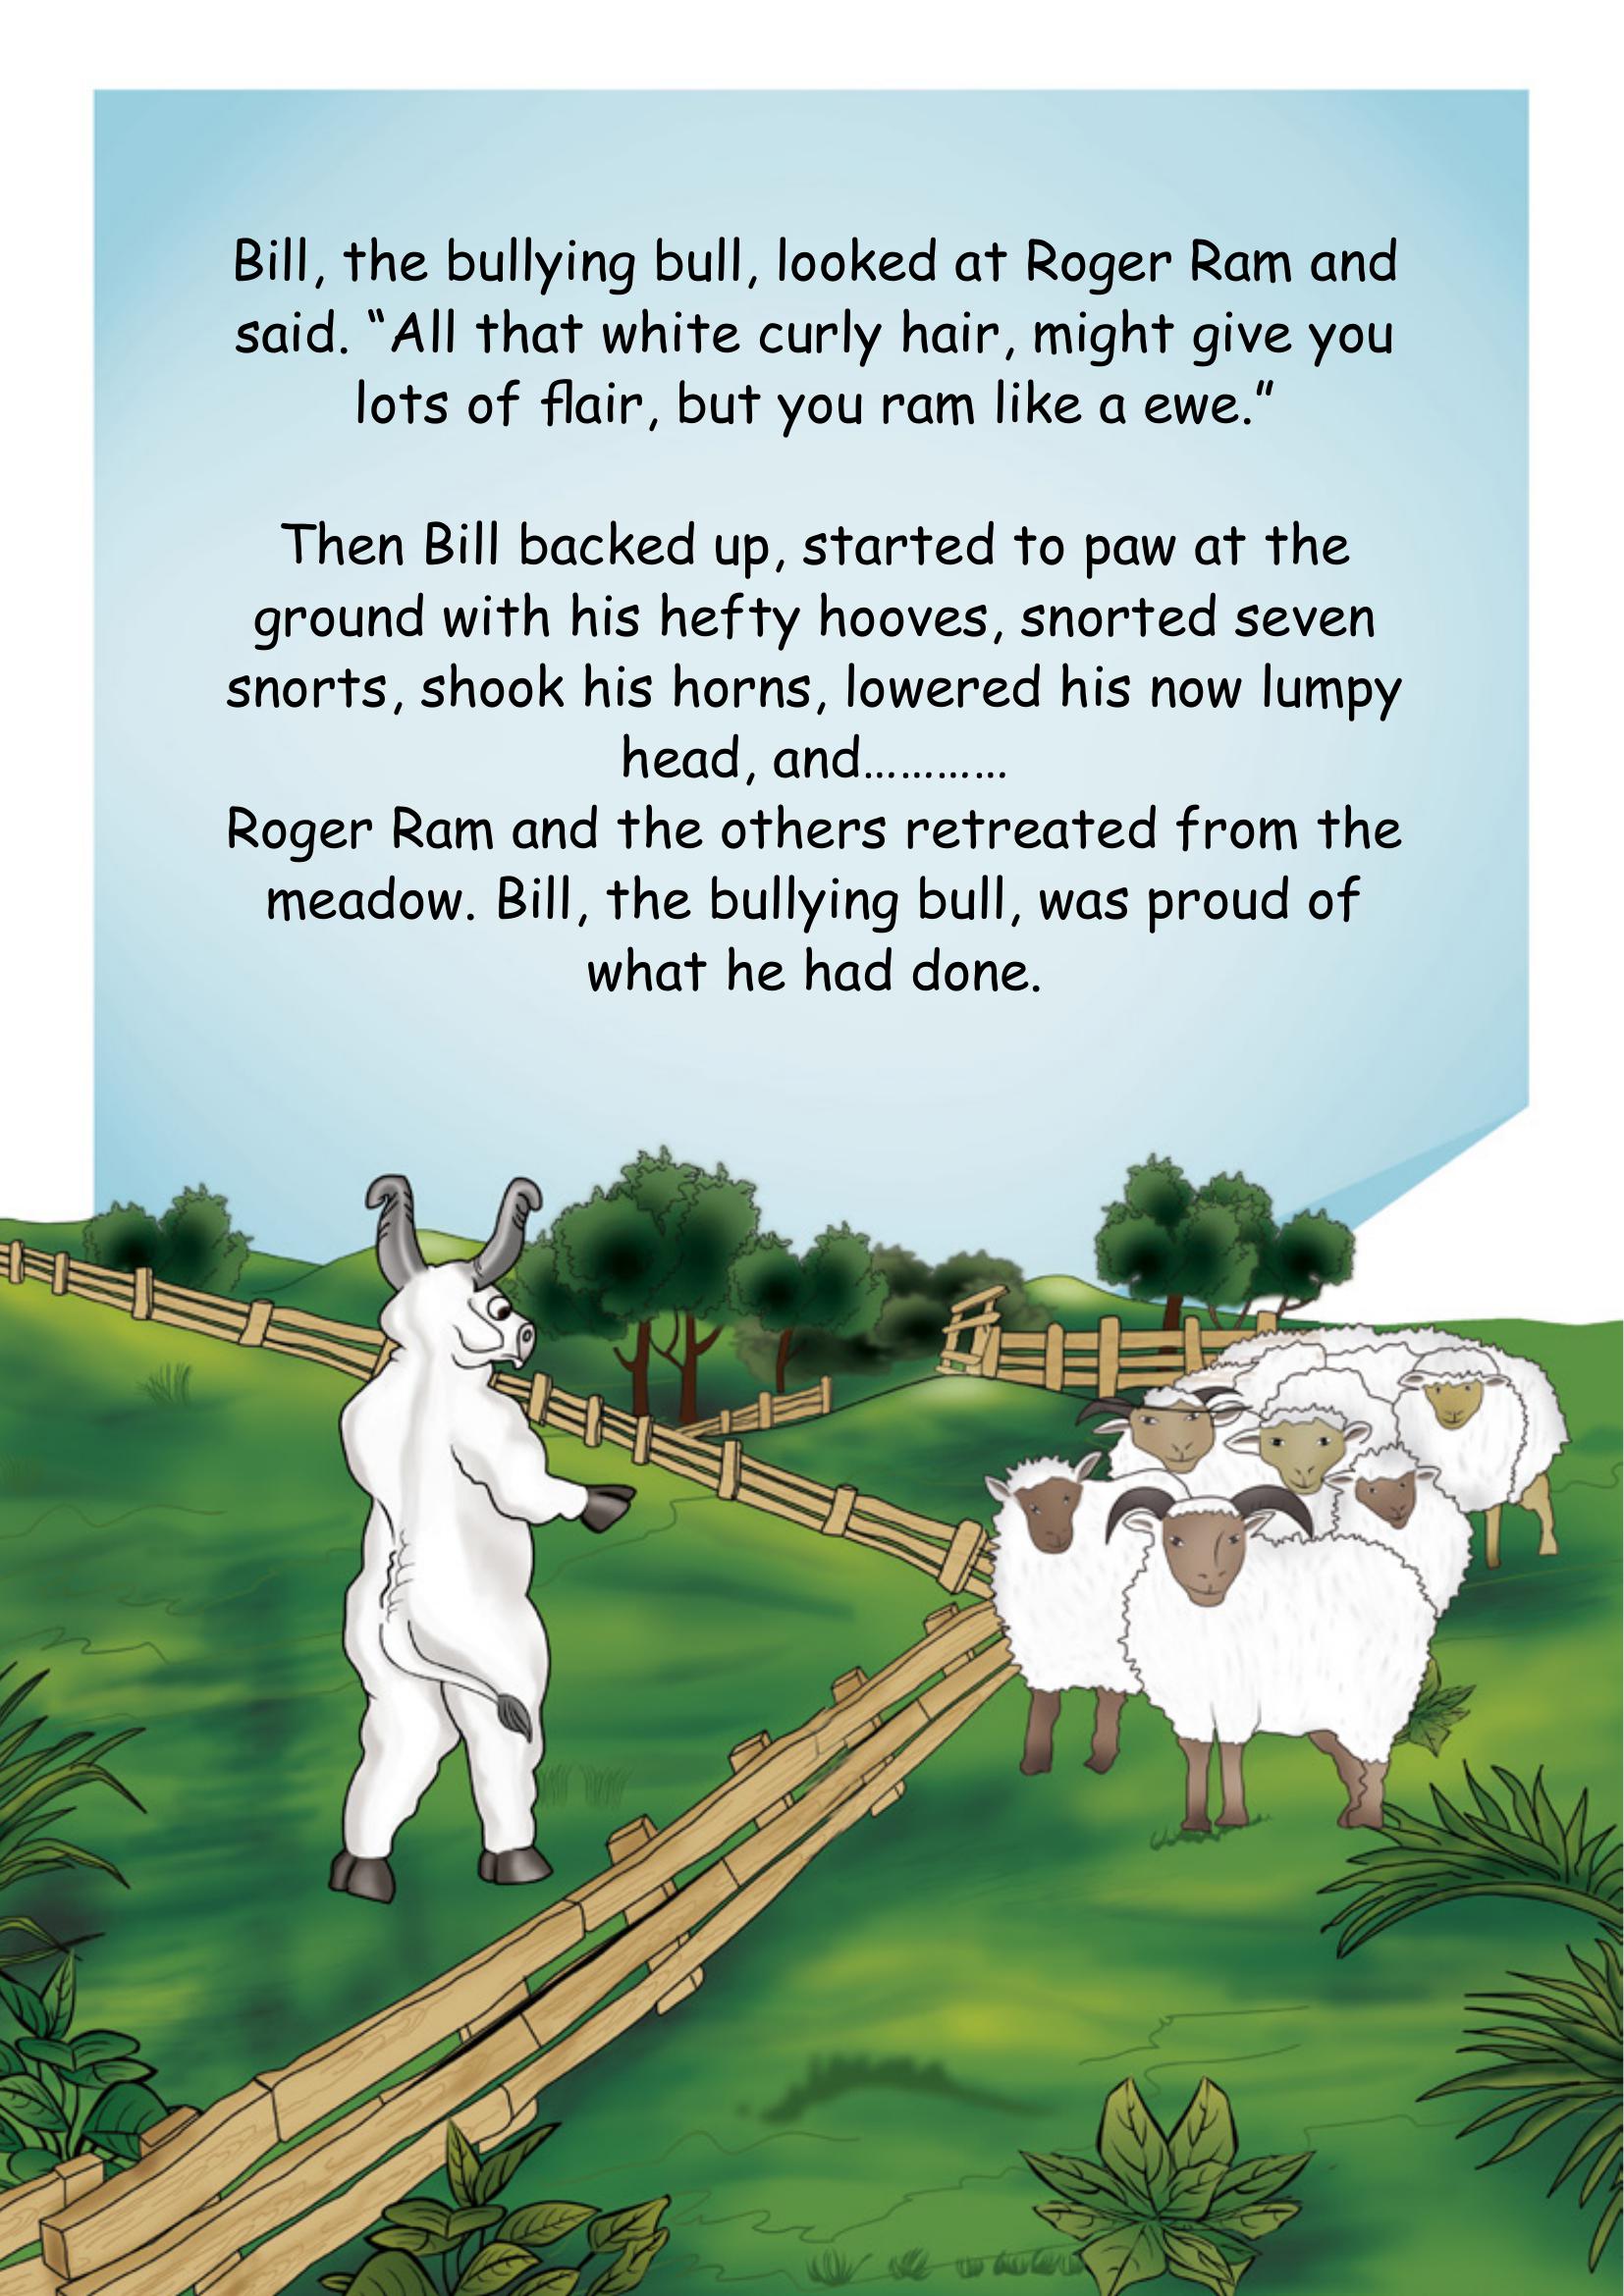 Bill, the bullying bull, looked at Roger Ram and
said. “All that white curly hair, might give you
lots of flair, but you ram like a ewe.”
Then Bill backed up, started to paw at the
ground with his hefty hooves, snorted seven
snorts, shook his horns, lowered his now lumpy
head, and…………
Roger Ram and the others retreated from the
meadow. Bill, the bullying bull, was proud of
what he had done.